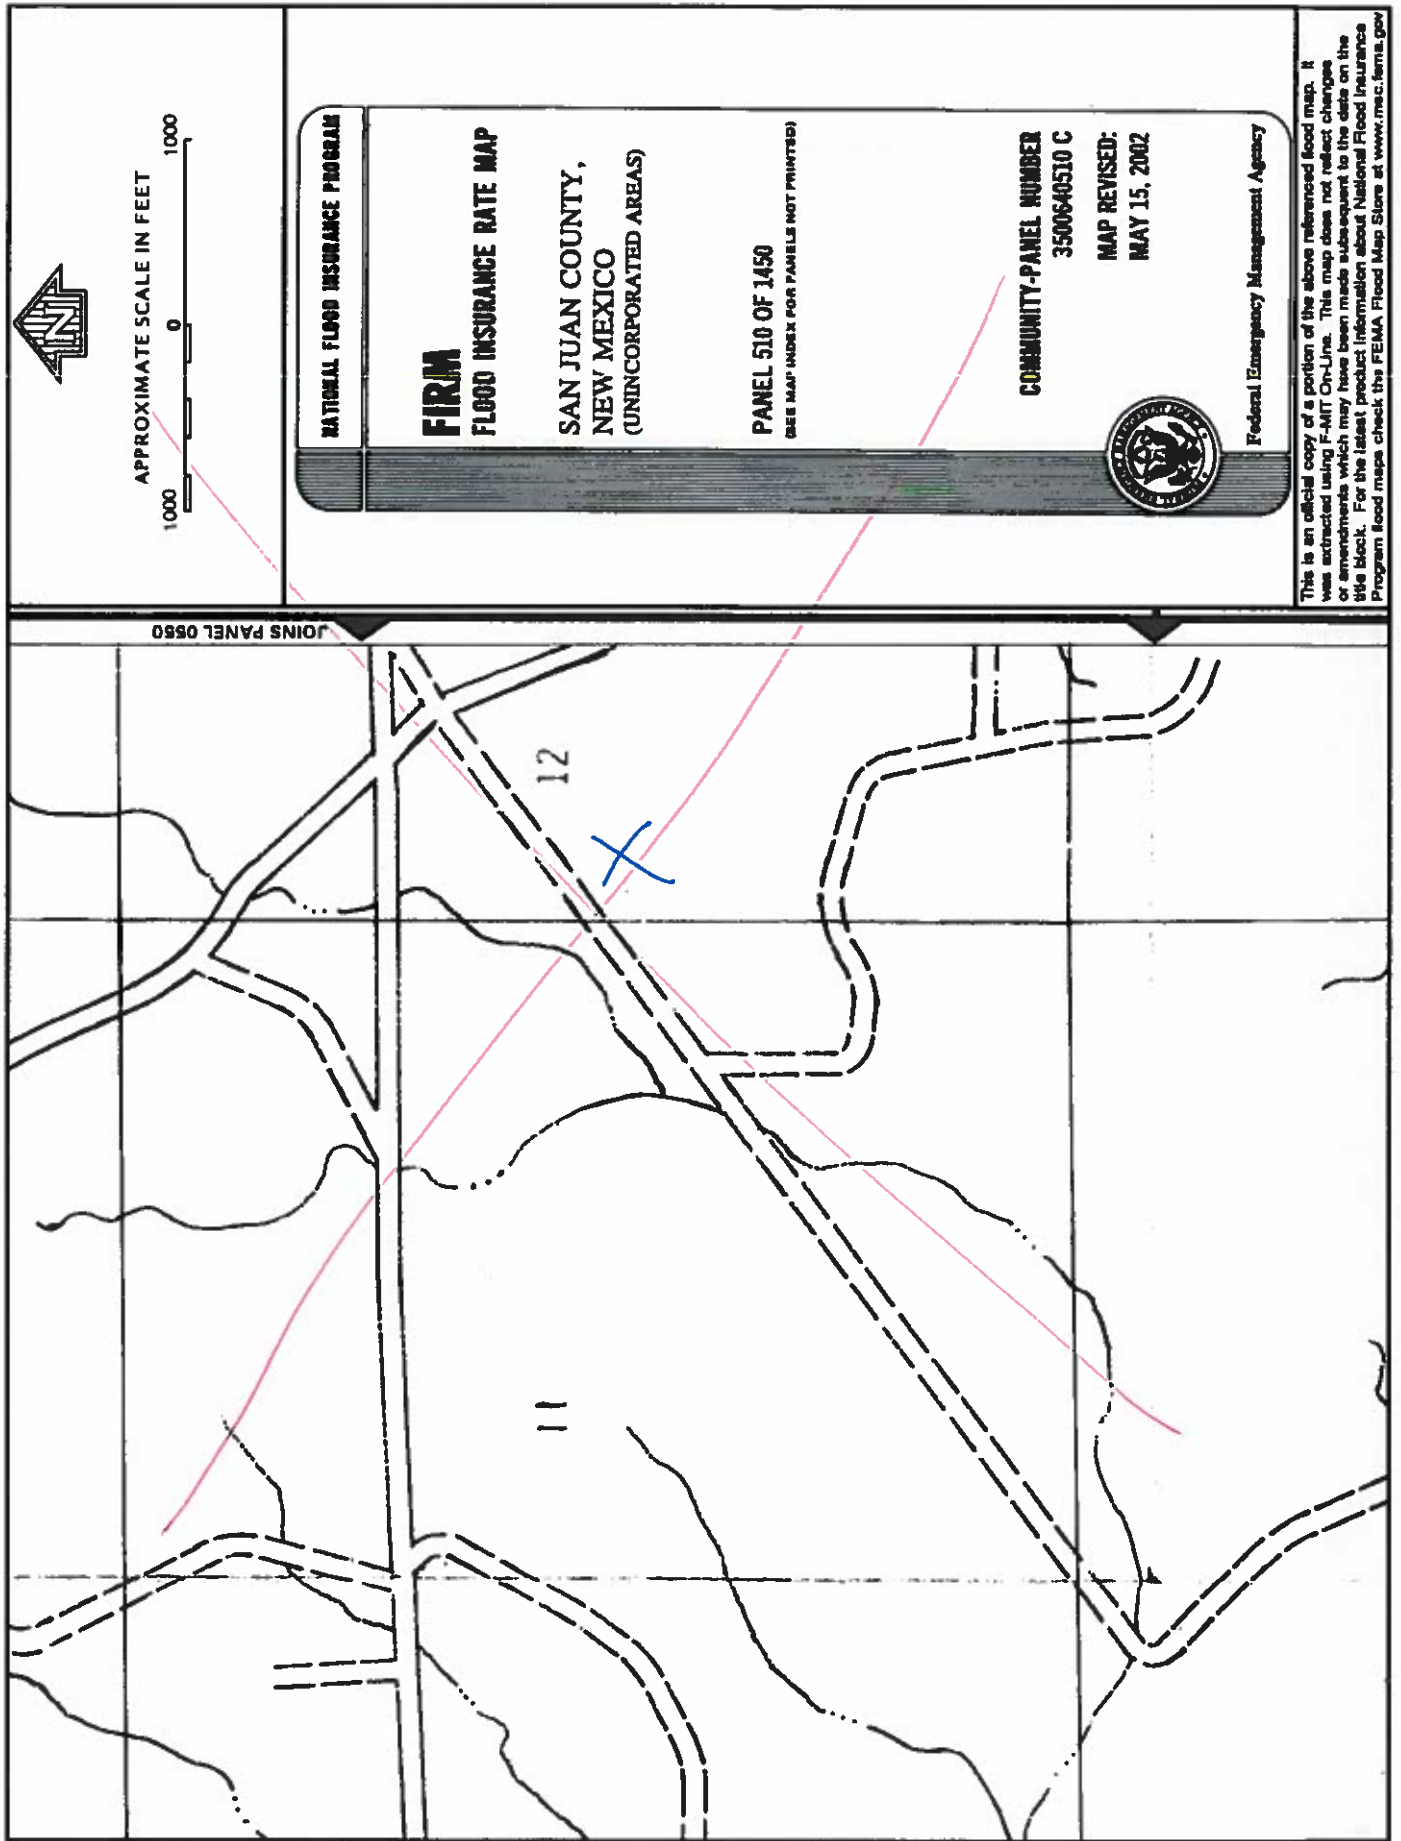 APPROXIMATE SCALE IN FEET
1000 0 1000
NATIONAL FLOOD INSURANCE PROGRAM
FIRM
FLOOD INSURANCE RATE MAP
SAN JUAN COUNTY,
NEW MEXICO
(UNINCORPORATED AREAS)
PANEL 510 OF 1450
(SEE MAP INDEX FOR PANELS NOT PRINTED)
COMMUNITY-PANEL NUMBER
3500640510 C
MAP REVISED:
MAY 15, 2002
Federal Emergency Management Agency
This is an official copy of a portion of the above referenced flood map. It
was extracted using F-MIT On-Line. This map does not reflect changes
or amendments which may have been made subsequent to the date on the
title block. For the latest product information about National Flood Insurance
Program flood maps check the FEMA Flood Map Store at www.msc.fema.gov
JOINS PANEL 0550
12
11
N